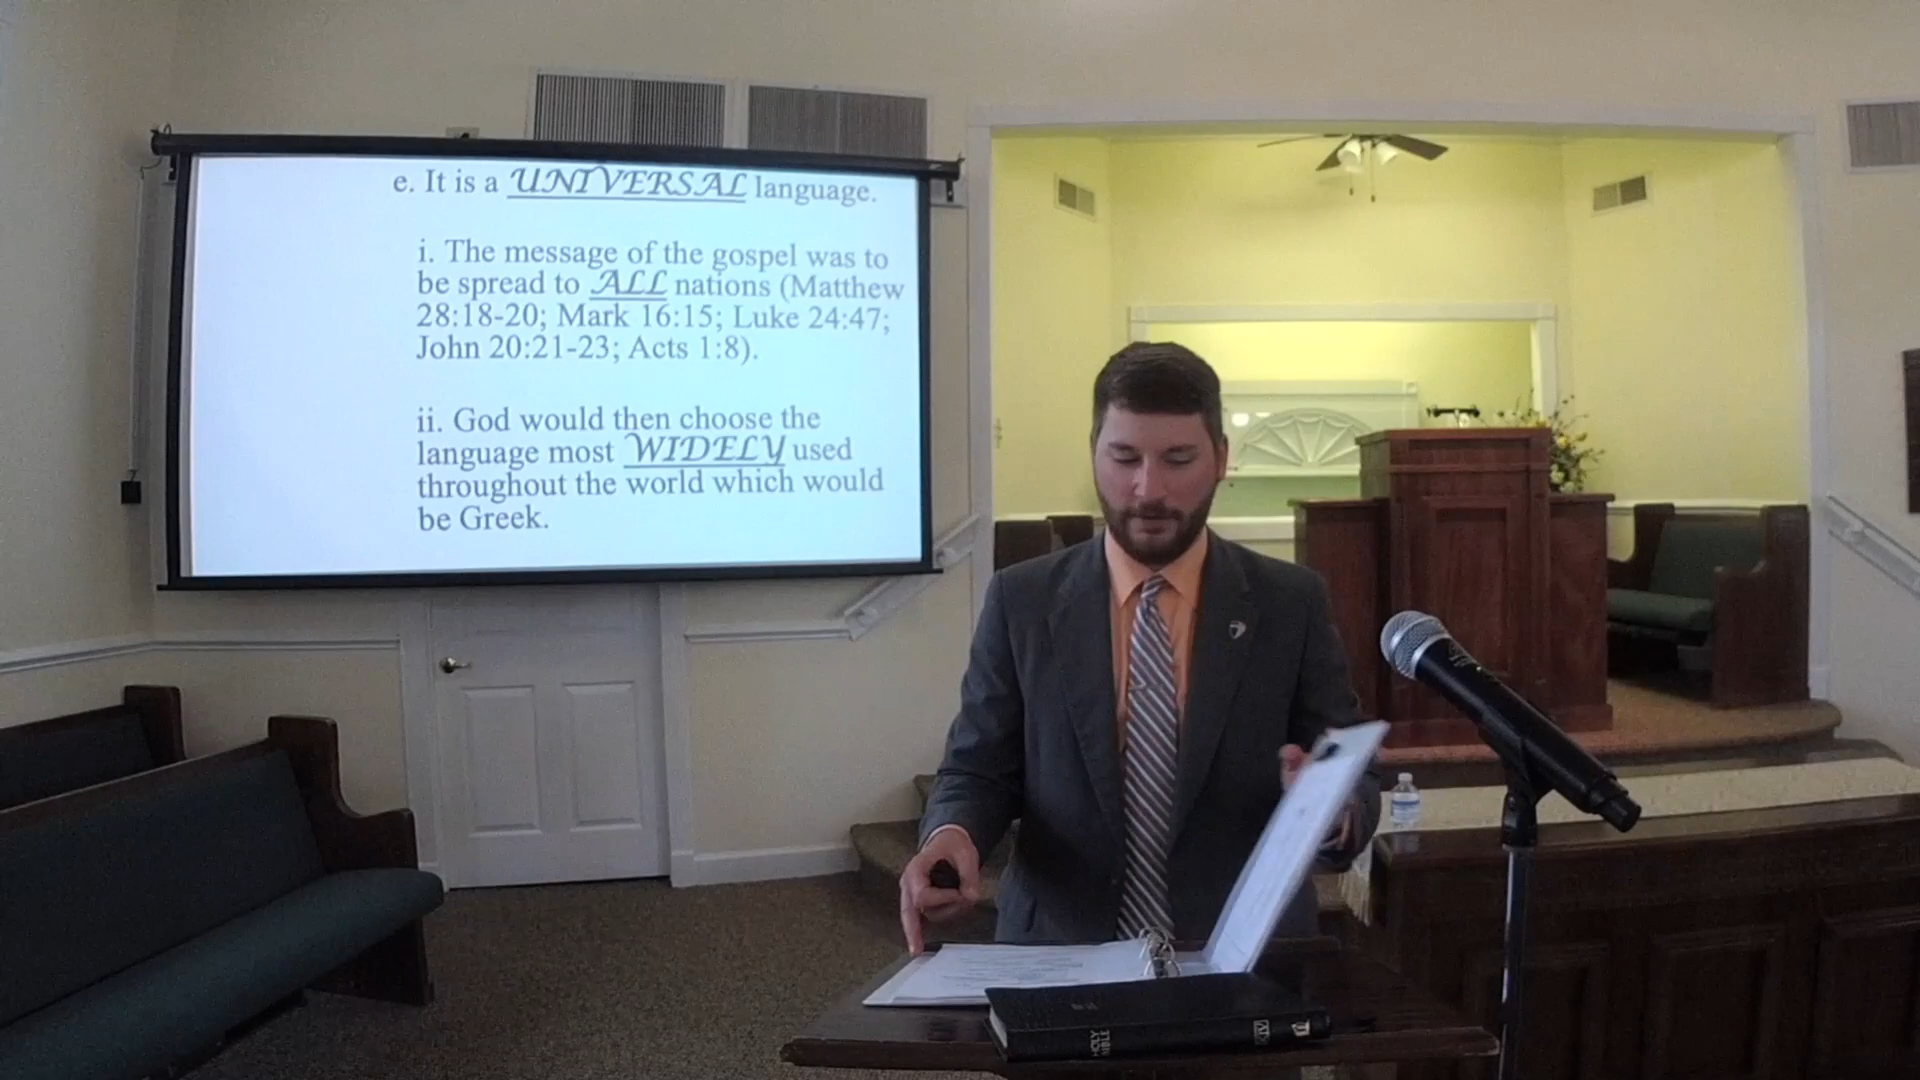 e. It is a UNIVERSAL language.
i. The message of the gospel was to
be spread to ALL nations (Matthew
28:18-20; Mark 16:15; Luke 24:47;
John 20:21-23; Acts 1:8).
ii. God would then choose the
language most WIDELY used
throughout the world which would
be Greek.
HOLY
BIBLE